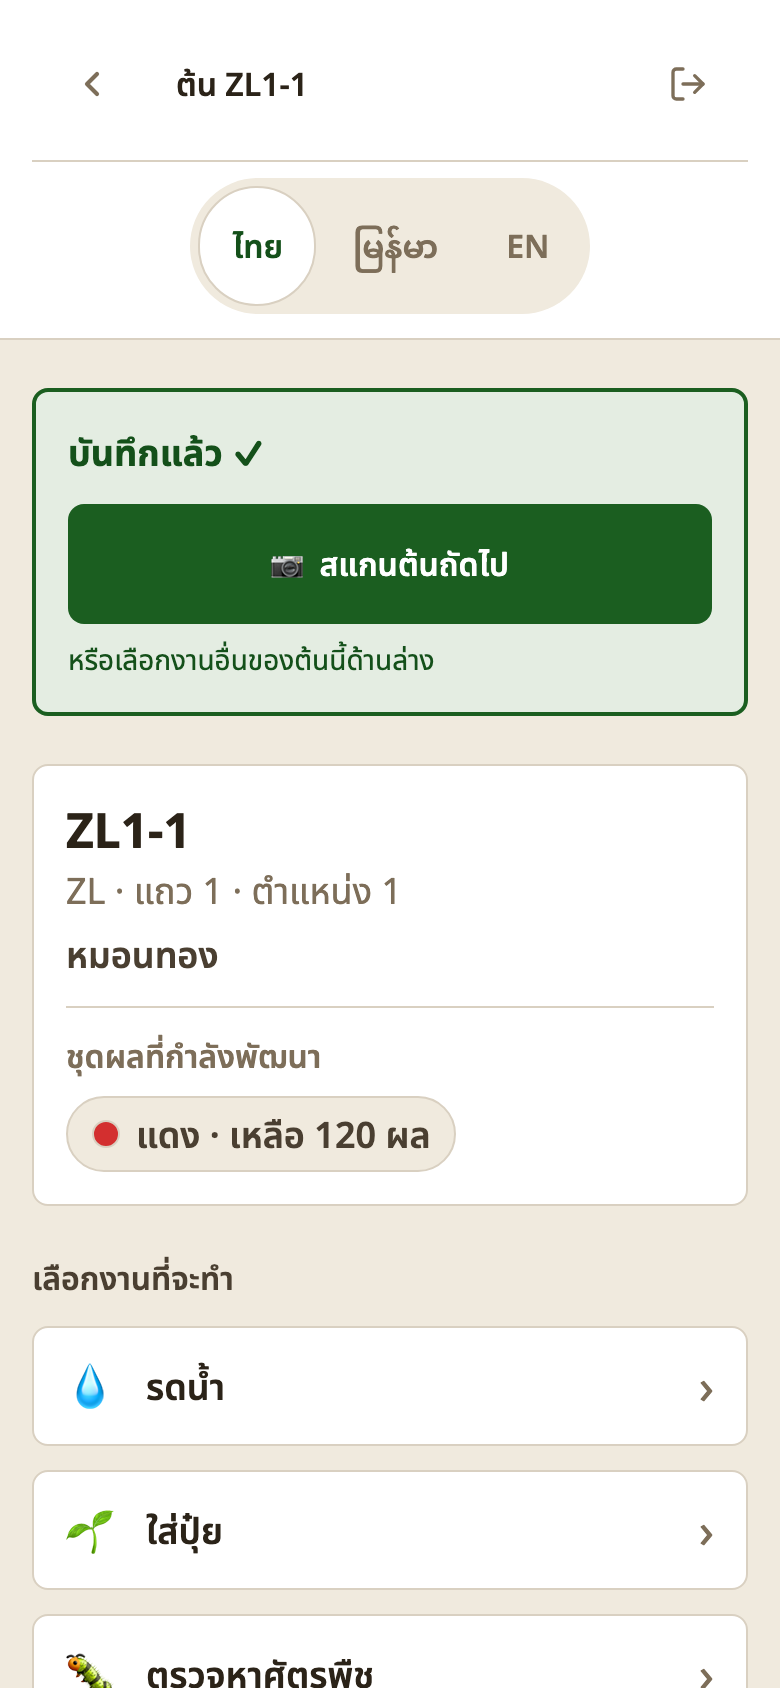 ต้น ZL1-1
ไทย မြန်မာ EN
บันทึกแล้ว ✓
📷 สแกนต้นถัดไป
หรือเลือกงานอื่นของต้นนี้ด้านล่าง
ZL1-1
ZL · แถว 1 · ตำแหน่ง 1
หมอนทอง
ชุดผลที่กำลังพัฒนา
แดง · เหลือ 120 ผล
เลือกงานที่จะทำ
รดน้ำ
ใส่ปุ๋ย
ตรวจหาศัตรูพืช